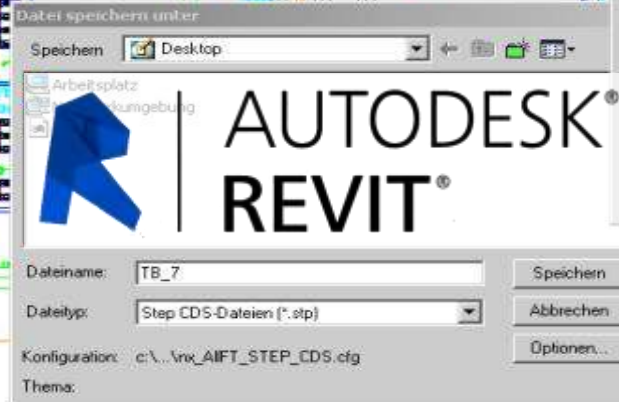 Datei speichern unter
Speichern Desktop
Arbeitsplatz
AUTODESK®
REVIT®
Dateiname: TB_7 Speichern
Dateityp: Step CDS-Dateien (*.stp) Abbrechen
Optionen...
Konfiguration: c:\...\nx_AIFT_STEP_CDS.cfg
Thema: